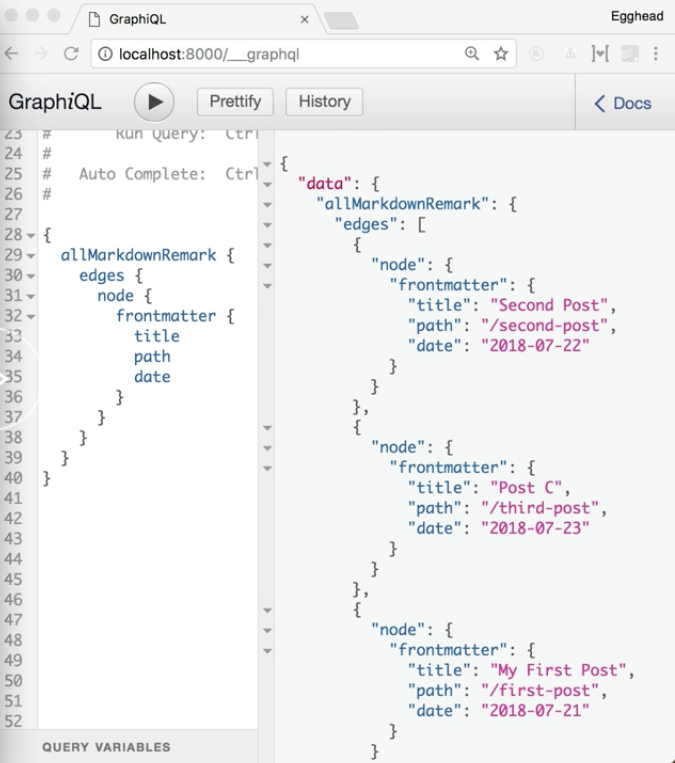 GraphiQL
Egghead
localhost:8000/___graphql
GraphiQL
Prettify
History
Docs
23 # Run Query: Ctrl
24 #
25 # Auto Complete: Ctrl
26 #
27
28 {
29 allMarkdownRemark {
30 edges {
31 node {
32 frontmatter {
33 title
34 path
35 date
36 }
37 }
38 }
39 }
40 }
41
42
43
44
45
46
47
48
49
50
51
52
QUERY VARIABLES
{
"data": {
"allMarkdownRemark": {
"edges": [
{
"node": {
"frontmatter": {
"title": "Second Post",
"path": "/second-post",
"date": "2018-07-22"
}
}
},
{
"node": {
"frontmatter": {
"title": "Post C",
"path": "/third-post",
"date": "2018-07-23"
}
}
},
{
"node": {
"frontmatter": {
"title": "My First Post",
"path": "/first-post",
"date": "2018-07-21"
}
}